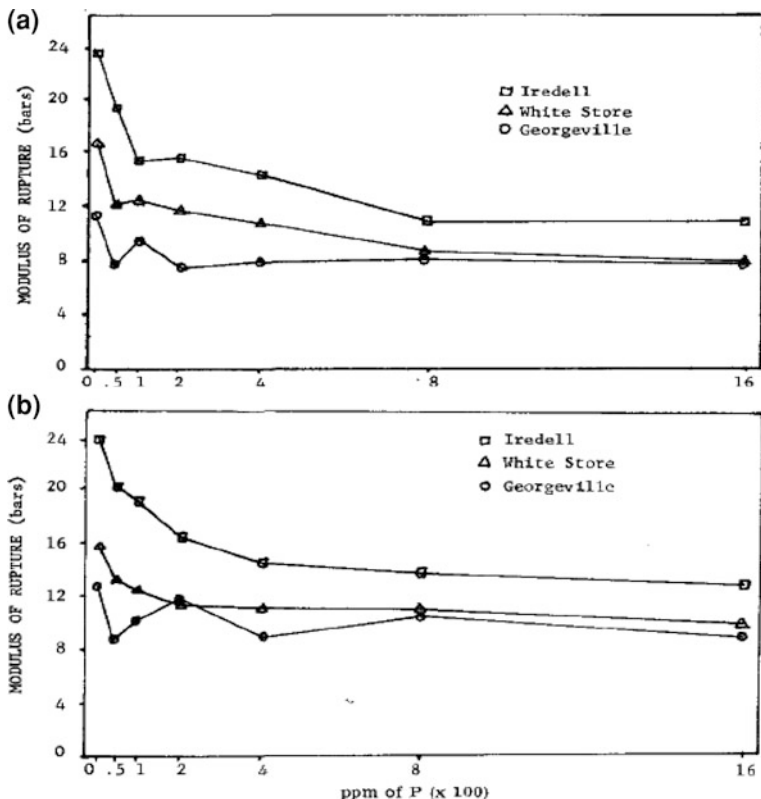 (a)
MODULUS OF RUPTURE (bars)
24
20
16
12
8
4
0
Iredell
White Store
Georgeville
0 .5 1 2 4 8 16
(b)
MODULUS OF RUPTURE (bars)
24
20
16
12
8
4
0
Iredell
White Store
Georgeville
0 .5 1 2 4 8 16
ppm of P (x 100)